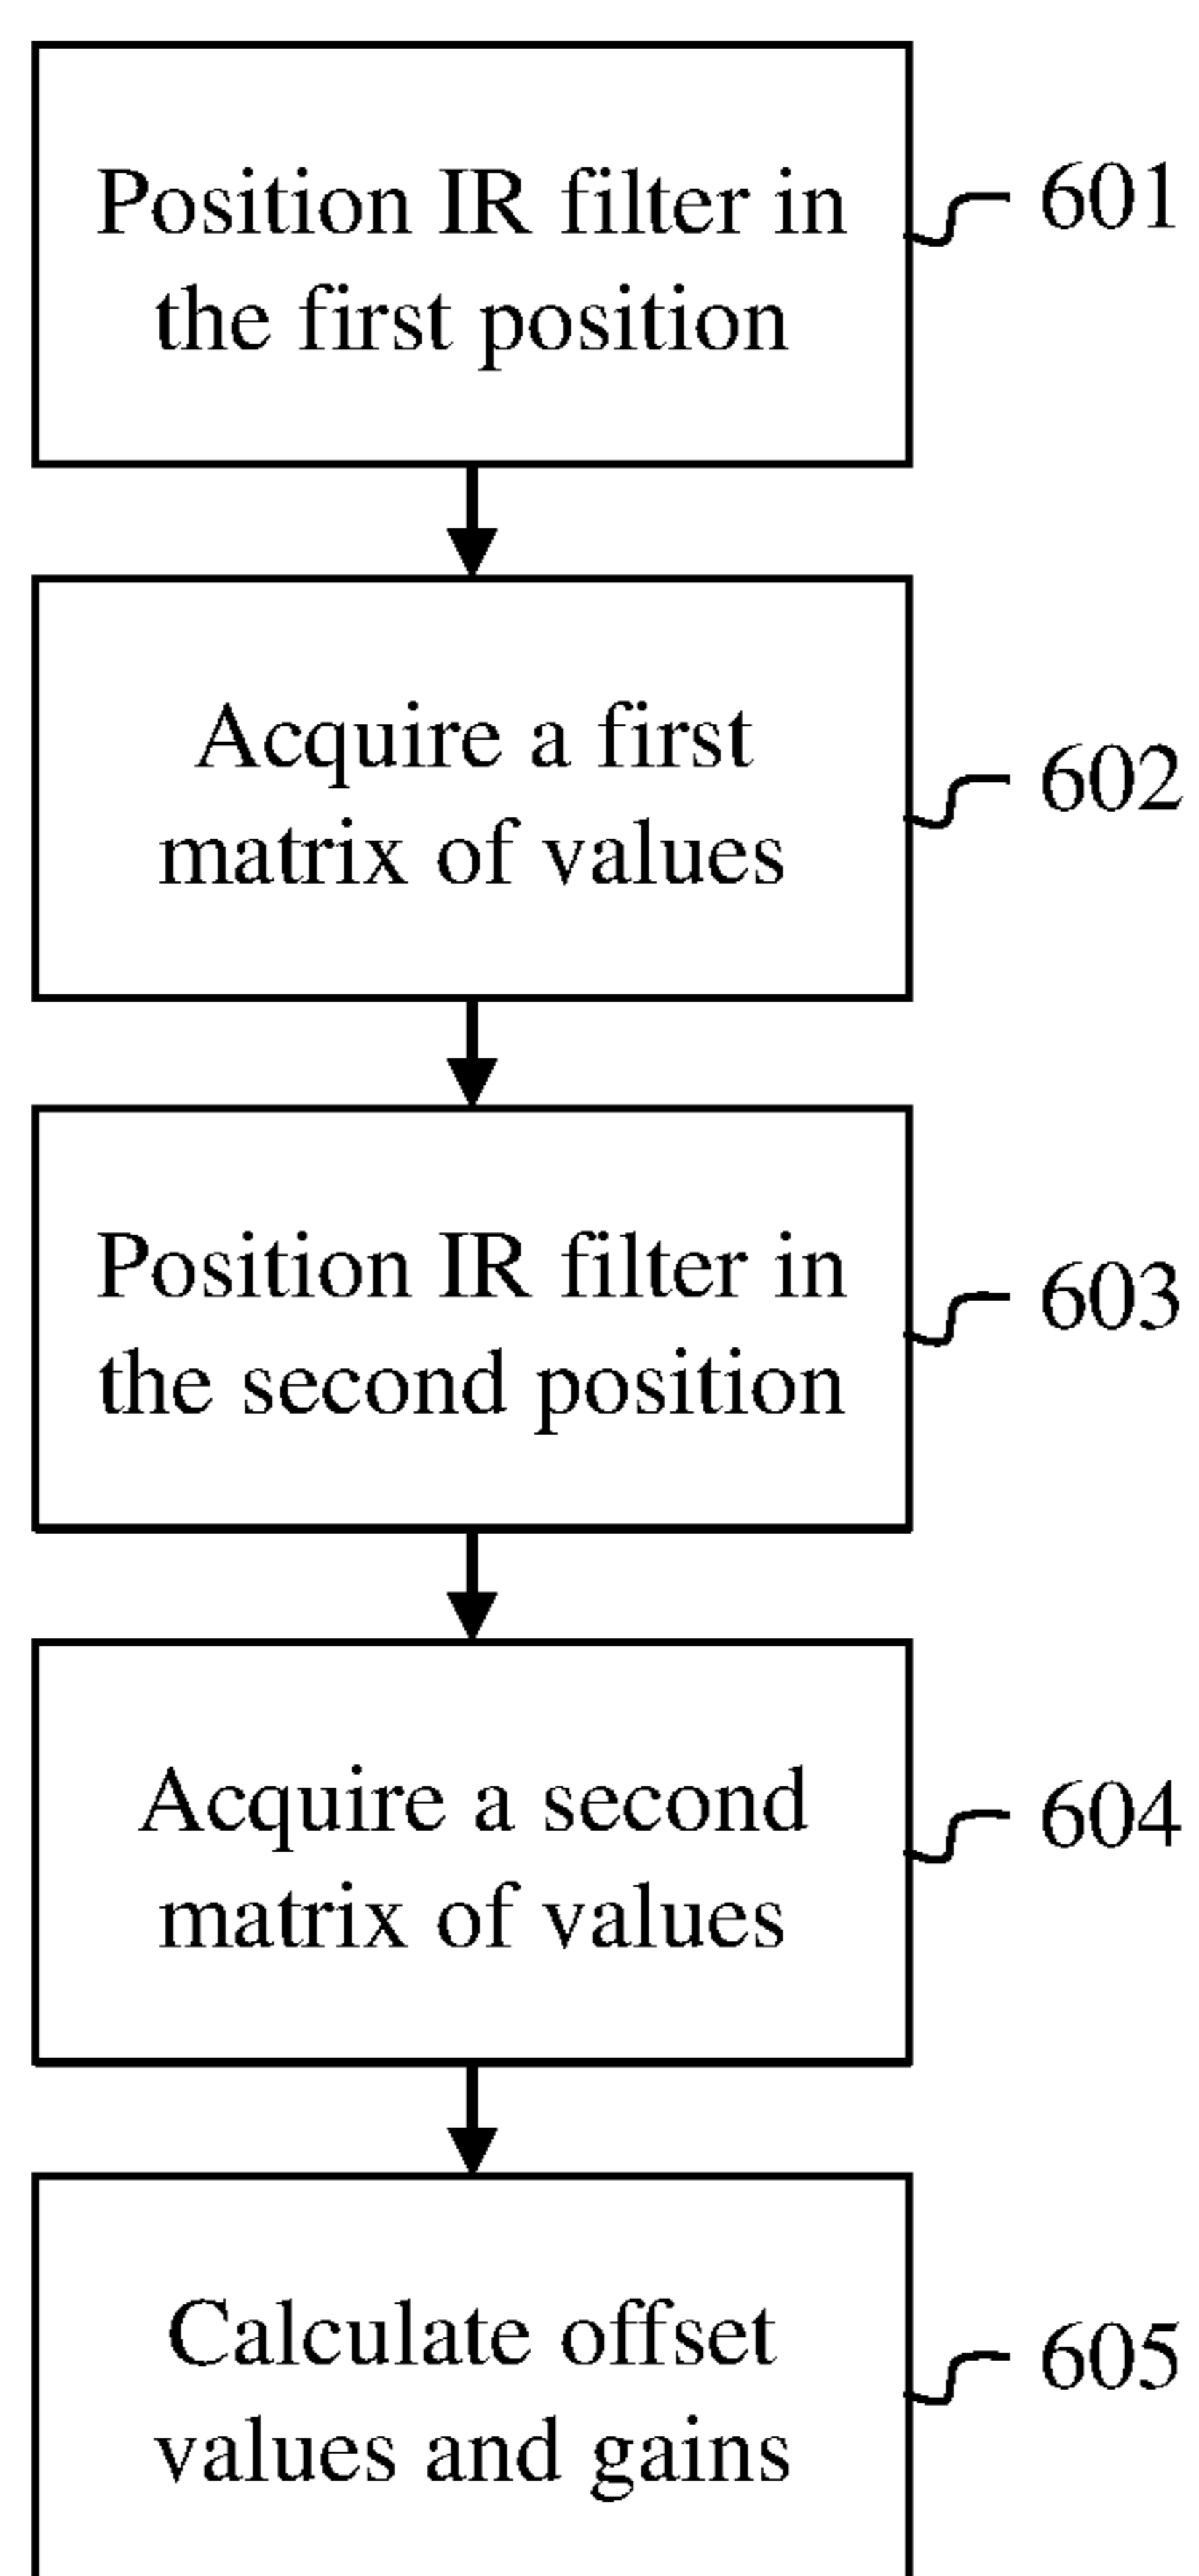 Position IR filter in
the first position
601
Acquire a first
matrix of values
602
Position IR filter in
the second position
603
Acquire a second
matrix of values
604
Calculate offset
values and gains
605